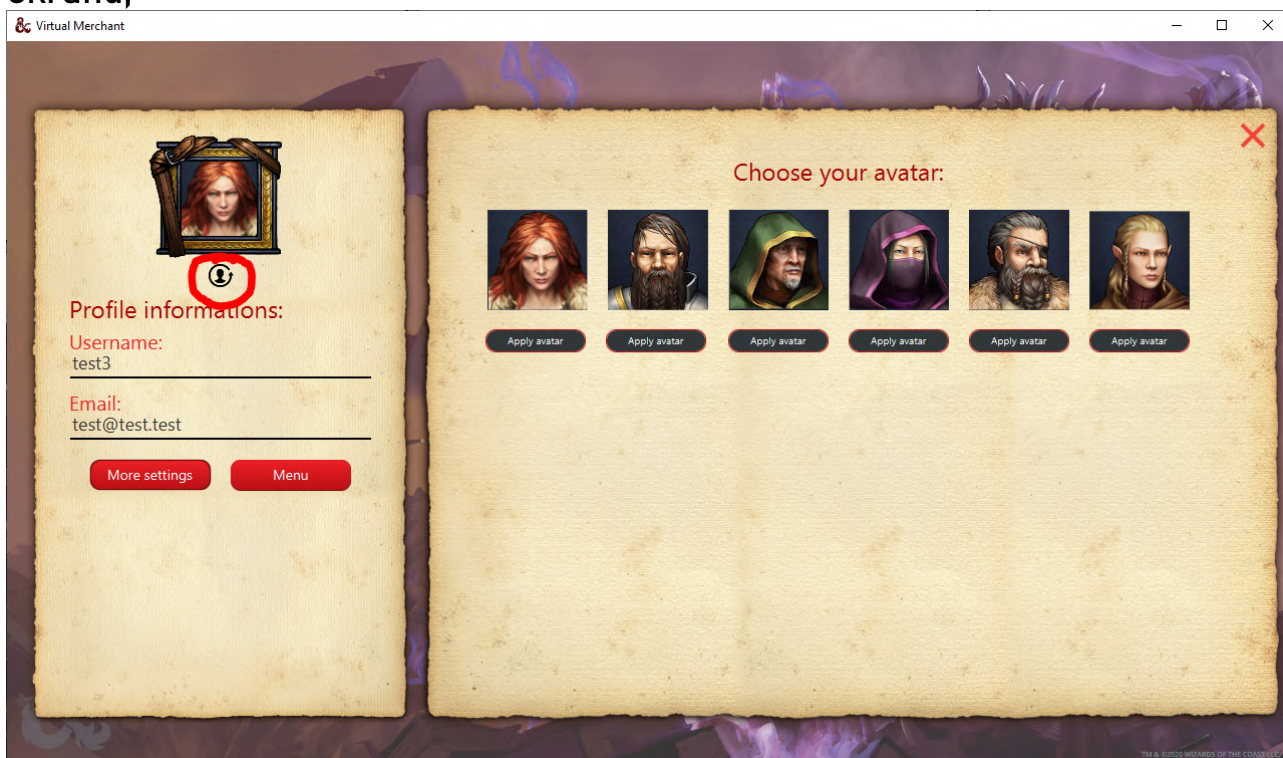 Virtual Merchant
Choose your avatar:
Apply avatar Apply avatar Apply avatar Apply avatar Apply avatar Apply avatar
Profile informations:
Username:
test3
Email:
test@test.test
More settings Menu
TM & ©2020 WIZARDS OF THE COAST LLC